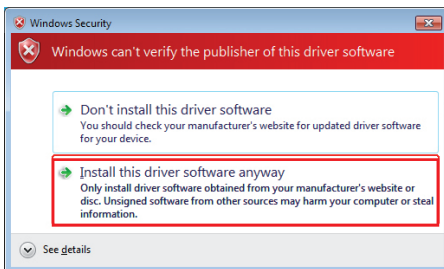 Windows Security
Windows can't verify the publisher of this driver software
Don't install this driver software
You should check your manufacturer's website for updated driver software
for your device.
Install this driver software anyway
Only install driver software obtained from your manufacturer's website or
disc. Unsigned software from other sources may harm your computer or steal
information.
See details